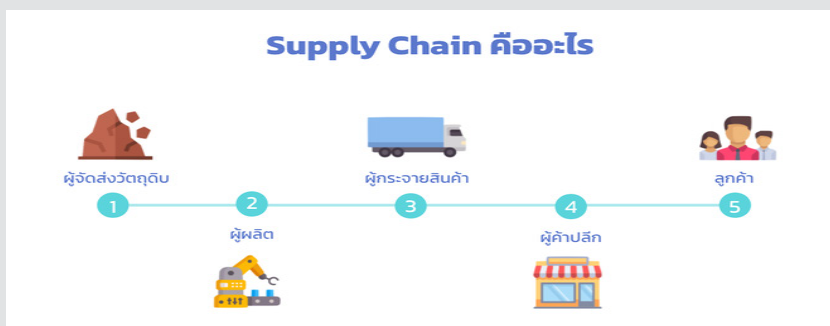 Supply Chain คืออะไร
ผู้จัดส่งวัตถุดิบ
1
2
ผู้ผลิต
ผู้กระจายสินค้า
3
4
ผู้ค้าปลีก
ลูกค้า
5